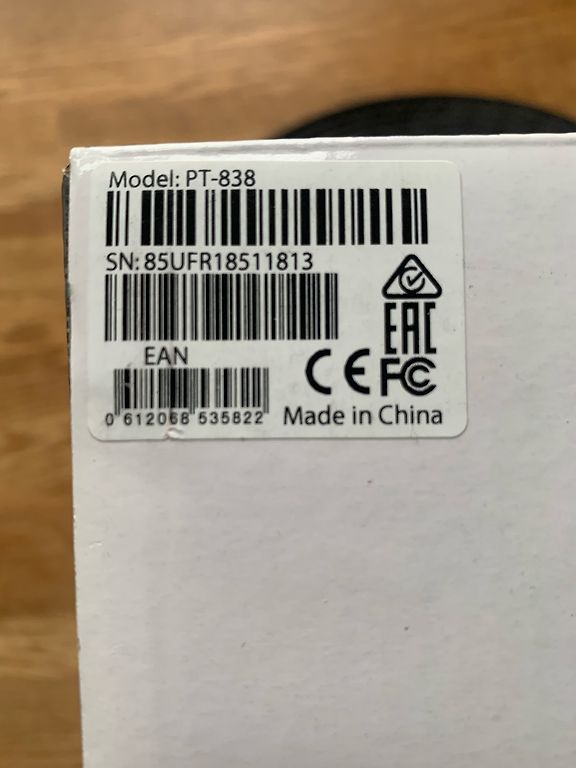 Model: PT-838
SN: 85UFR18511813
EAC
EAN
CE FC
0 612068 535822
Made in China